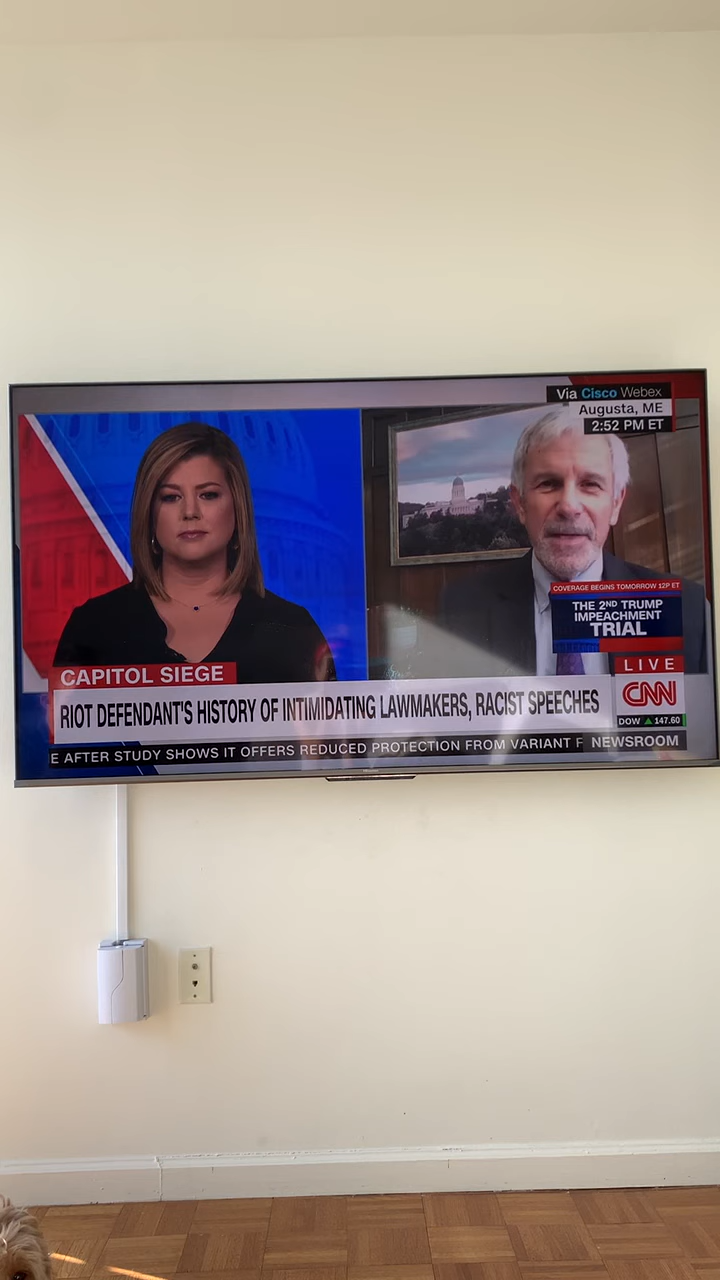 Via Cisco Webex
Augusta, ME
2:52 PM ET
COVERAGE BEGINS TOMORROW 12P ET
THE 2ND TRUMP
IMPEACHMENT
TRIAL
CAPITOL SIEGE
LIVE
CNN
RIOT DEFENDANT'S HISTORY OF INTIMIDATING LAWMAKERS, RACIST SPEECHES
DOW ▲ 147.60
E AFTER STUDY SHOWS IT OFFERS REDUCED PROTECTION FROM VARIANT F
NEWSROOM